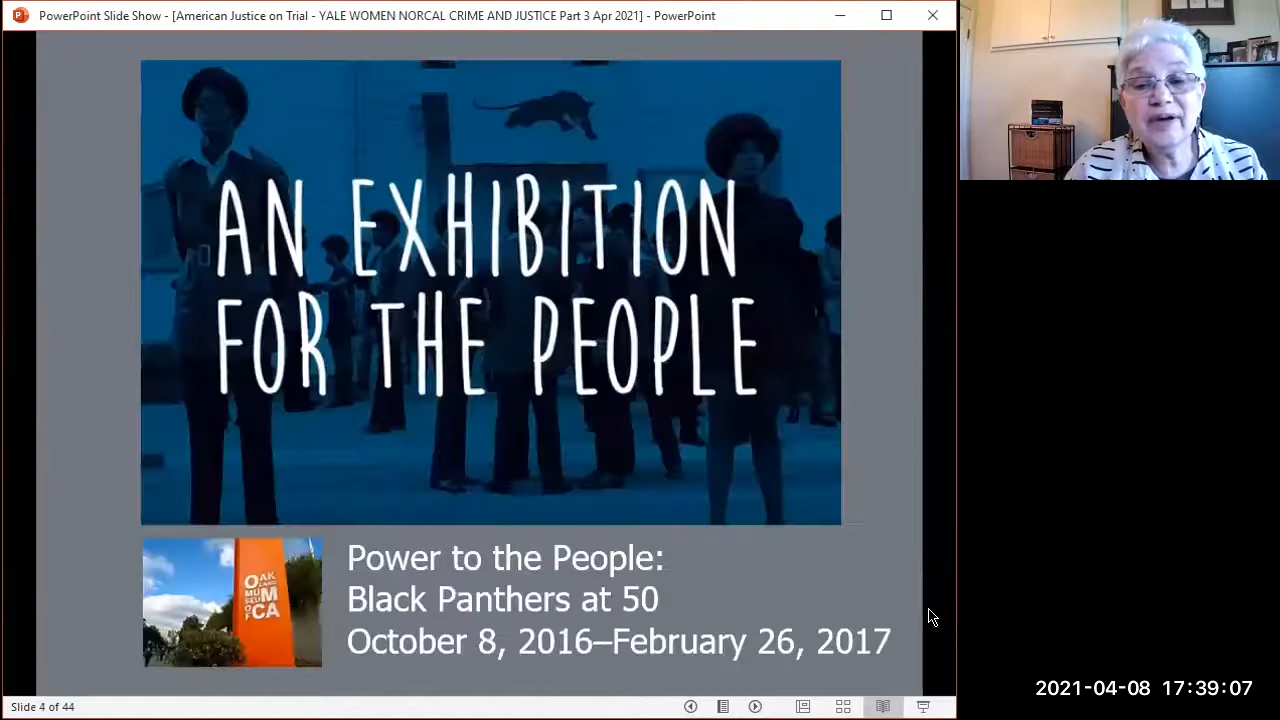 PowerPoint Slide Show - [American Justice on Trial - YALE WOMEN NORCAL CRIME AND JUSTICE Part 3 Apr 2021] - PowerPoint
AN EXHIBITION
FOR THE PEOPLE
OAK
LAND
MU
SEUM
OF CA
Power to the People:
Black Panthers at 50
October 8, 2016–February 26, 2017
Slide 4 of 44
2021-04-08 17:39:07